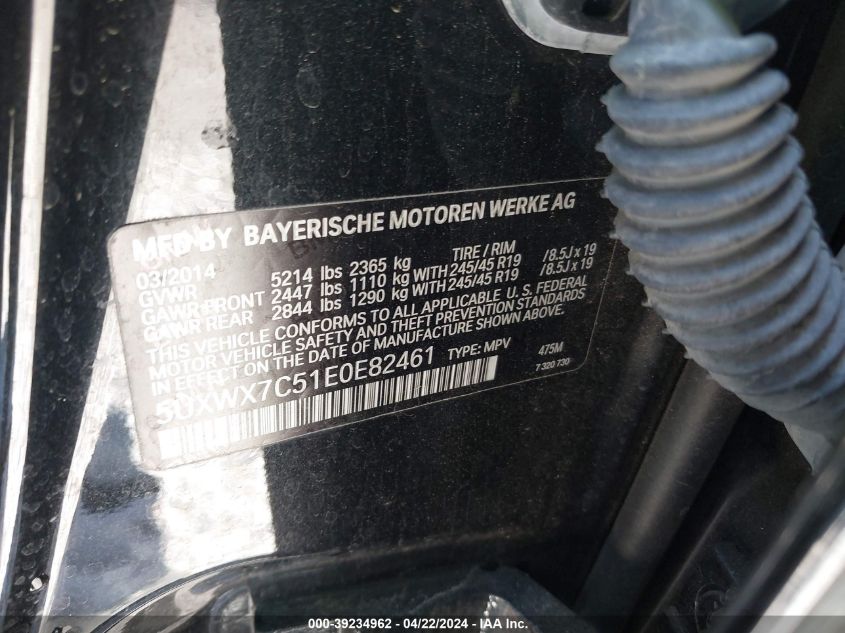 MFD BY BAYERISCHE MOTOREN WERKE AG
03/2014 TIRE / RIM
GVWR 5214 lbs 2365 kg
GAWR FRONT 2447 lbs 1110 kg WITH 245/45 R19 /8.5J x 19
GAWR REAR 2844 lbs 1290 kg WITH 245/45 R19 /8.5J x 19
THIS VEHICLE CONFORMS TO ALL APPLICABLE U.S. FEDERAL
MOTOR VEHICLE SAFETY AND THEFT PREVENTION STANDARDS
IN EFFECT ON THE DATE OF MANUFACTURE SHOWN ABOVE.
5UXWX7C51E0E82461 TYPE: MPV 475M
7 320 730
000-39234962 - 04/22/2024 - IAA Inc.